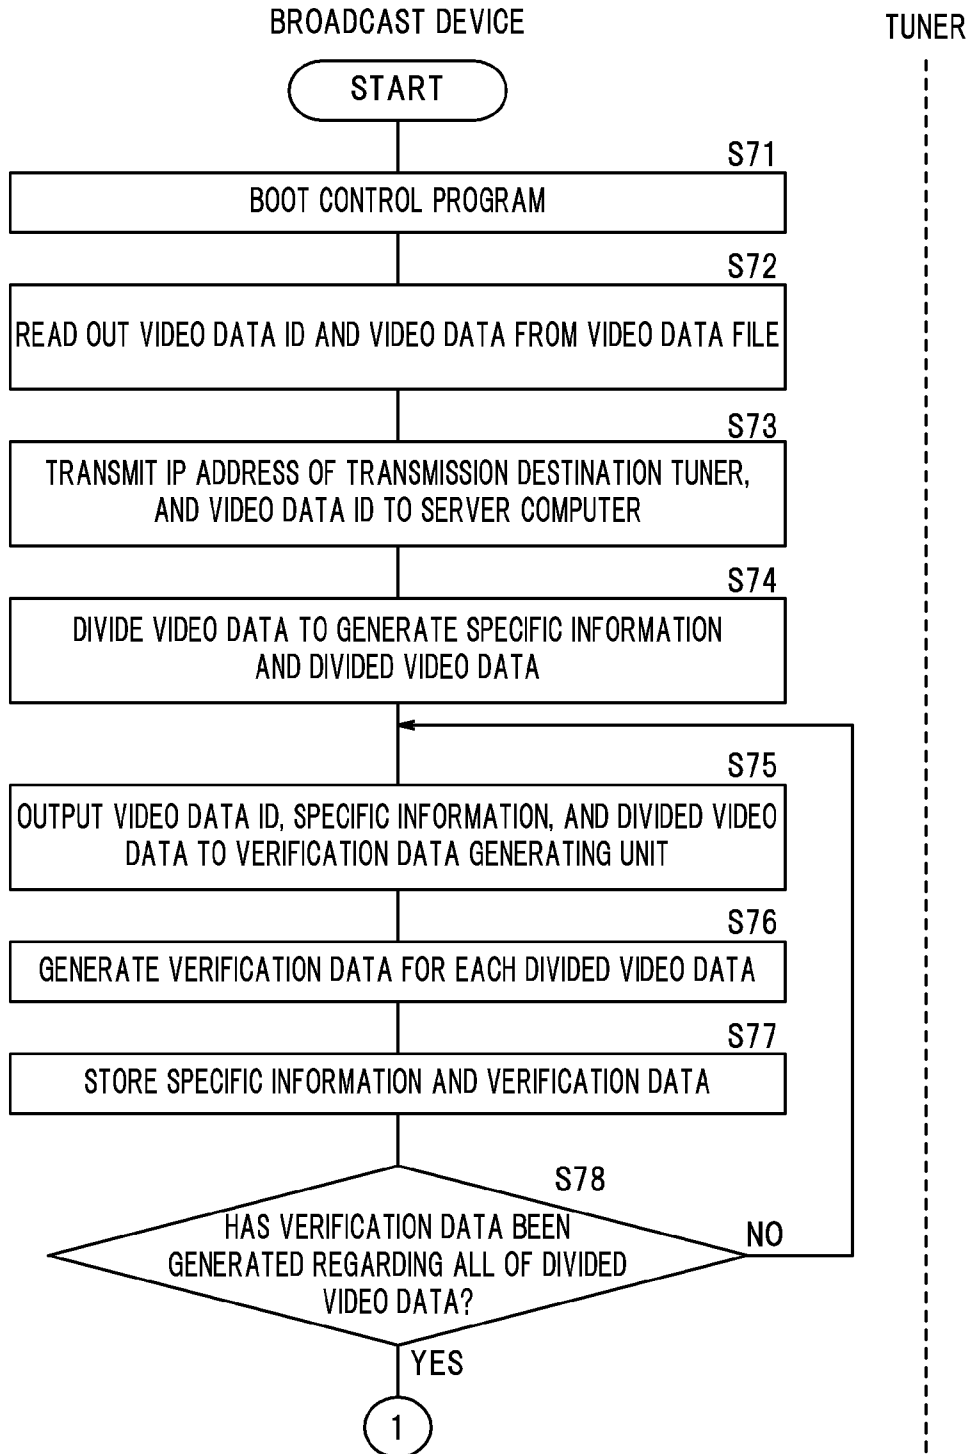 BROADCAST DEVICE
TUNER
START
S71
BOOT CONTROL PROGRAM
S72
READ OUT VIDEO DATA ID AND VIDEO DATA FROM VIDEO DATA FILE
S73
TRANSMIT IP ADDRESS OF TRANSMISSION DESTINATION TUNER,
AND VIDEO DATA ID TO SERVER COMPUTER
S74
DIVIDE VIDEO DATA TO GENERATE SPECIFIC INFORMATION
AND DIVIDED VIDEO DATA
S75
OUTPUT VIDEO DATA ID, SPECIFIC INFORMATION, AND DIVIDED VIDEO
DATA TO VERIFICATION DATA GENERATING UNIT
S76
GENERATE VERIFICATION DATA FOR EACH DIVIDED VIDEO DATA
S77
STORE SPECIFIC INFORMATION AND VERIFICATION DATA
S78
HAS VERIFICATION DATA BEEN
GENERATED REGARDING ALL OF DIVIDED
VIDEO DATA?
NO
YES
1